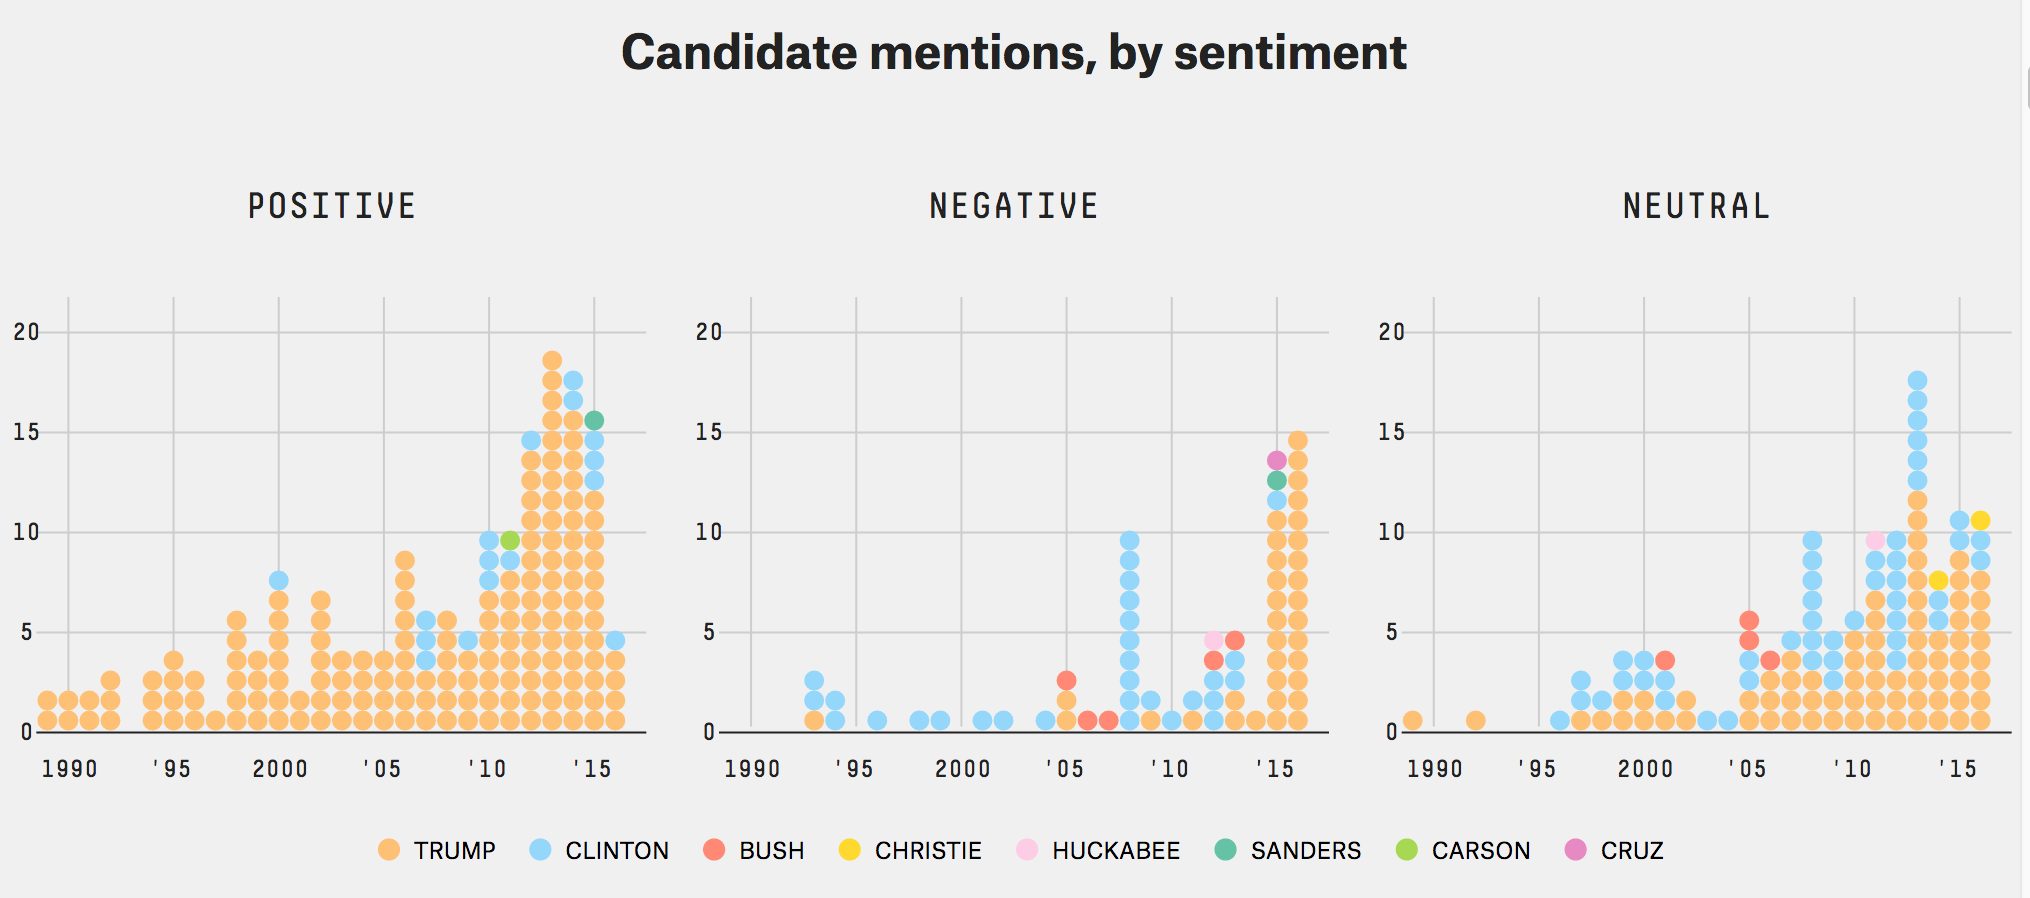 Candidate mentions, by sentiment
POSITIVE
20
15
10
5
0
1990 '95 2000 '05 '10 '15
NEGATIVE
20
15
10
5
0
1990 '95 2000 '05 '10 '15
NEUTRAL
20
15
10
5
0
1990 '95 2000 '05 '10 '15
TRUMP CLINTON BUSH CHRISTIE HUCKABEE SANDERS CARSON CRUZ